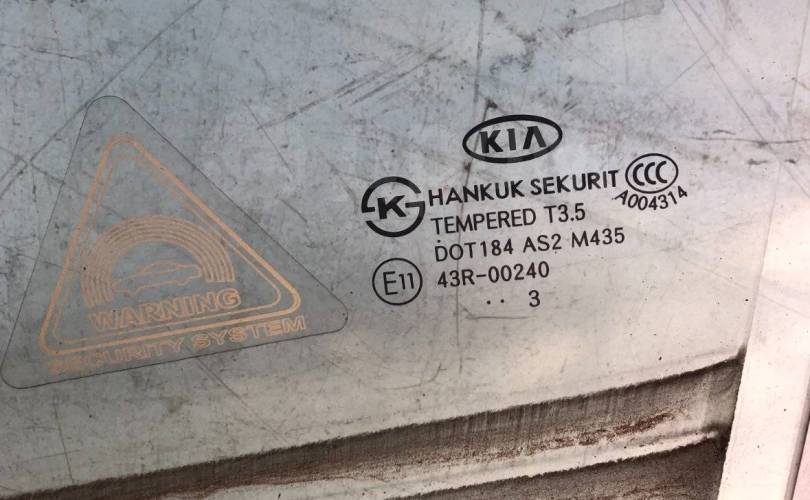 KIA
K HANKUK SEKURIT CCC
A004314
TEMPERED T3.5
DOT184 AS2 M435
E11 43R-00240
.. 3
WARNING
SECURITY SYSTEM